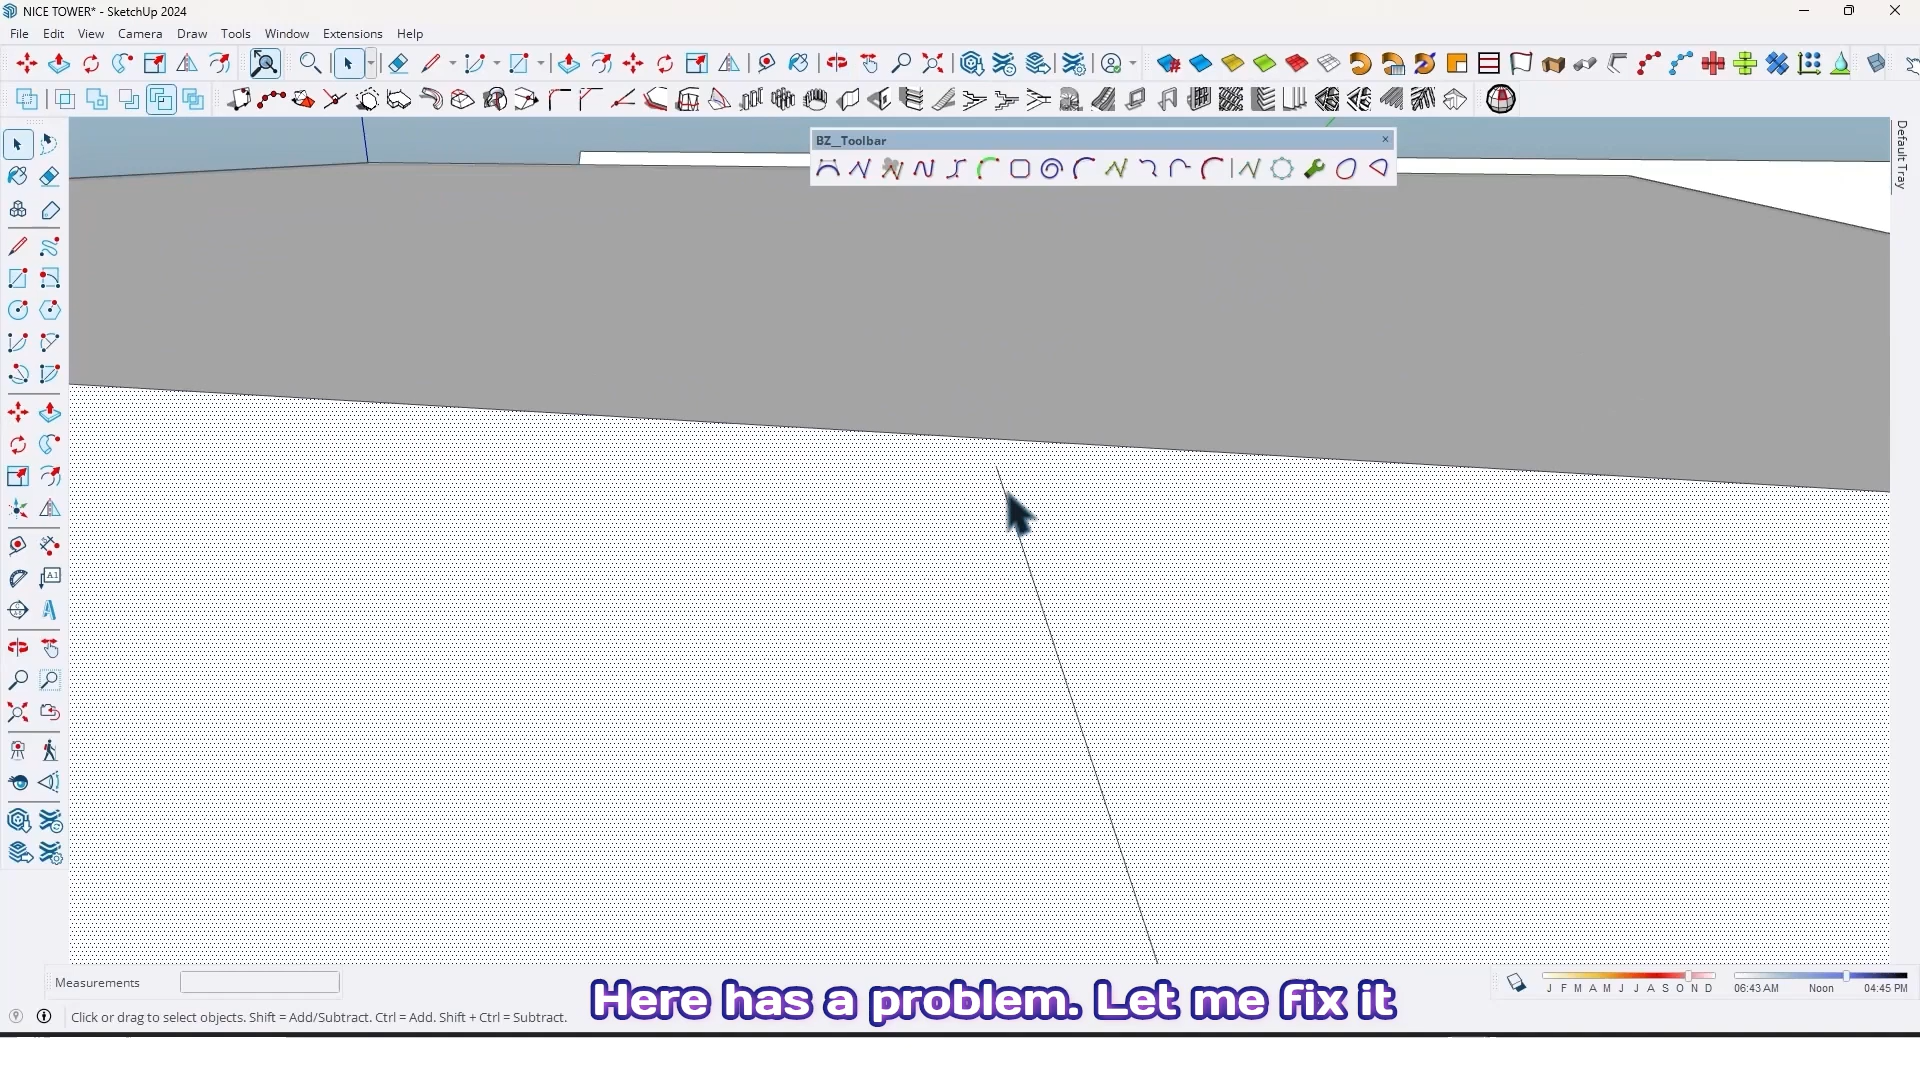 NICE TOWER* - SketchUp 2024
File Edit View Camera Draw Tools Window Extensions Help
BZ__Toolbar
Default Tray
Measurements
J F M A M J J A S O N D
06:43 AM Noon 04:45 PM
Click or drag to select objects. Shift = Add/Subtract. Ctrl = Add. Shift + Ctrl = Subtract.
Here has a problem. Let me fix it